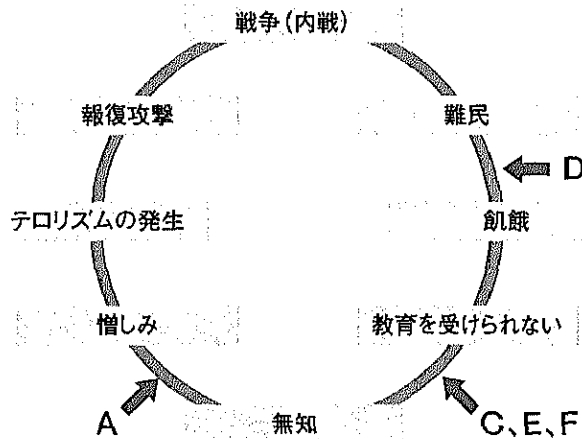 戦争(内戦)
報復攻撃
難民
D
テロリズムの発生
飢餓
憎しみ
教育を受けられない
A
無知
C、E、F